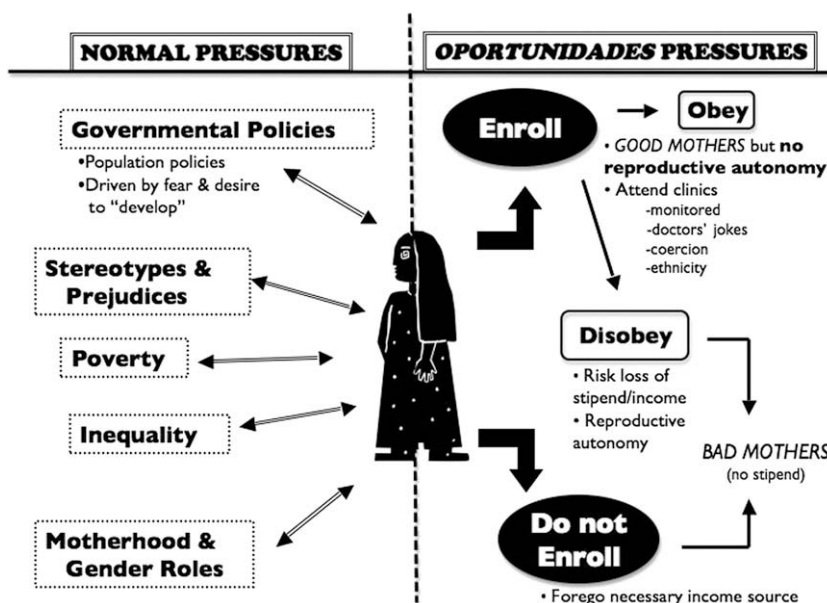 NORMAL PRESSURES
Governmental Policies
•Population policies
•Driven by fear & desire
to “develop”
Stereotypes &
Prejudices
Poverty
Inequality
Motherhood &
Gender Roles
OPORTUNIDADES PRESSURES
Enroll
Obey
• GOOD MOTHERS but no
reproductive autonomy
• Attend clinics
-monitored
-doctors’ jokes
-coercion
-ethnicity
Disobey
• Risk loss of
stipend/income
• Reproductive
autonomy
BAD MOTHERS
(no stipend)
Do not
Enroll
• Forego necessary income source